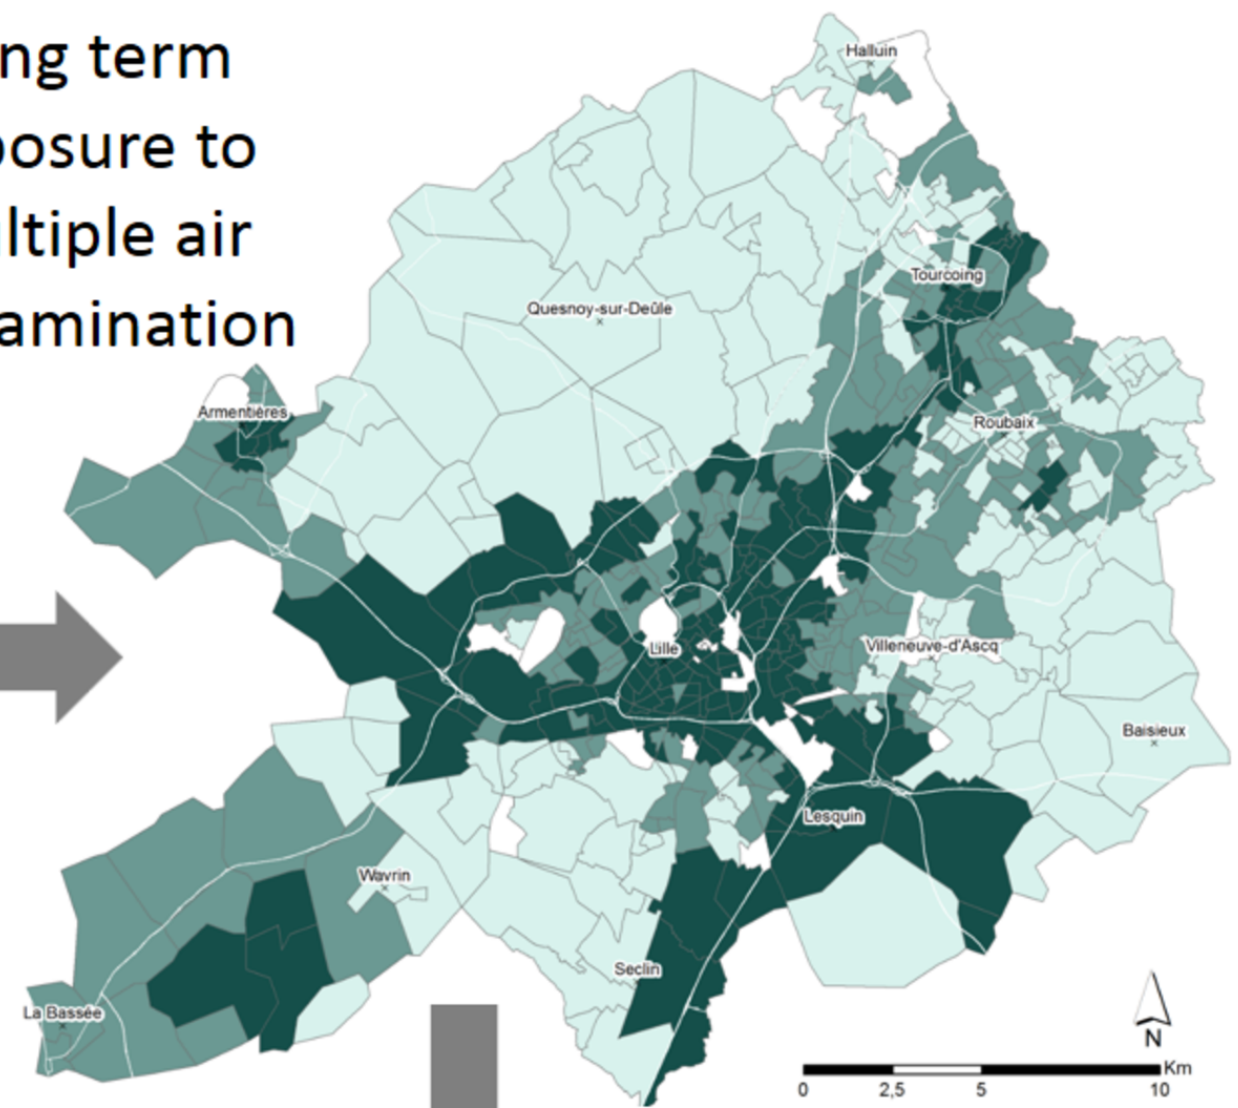 ng term
posure to
ultiple air
amination
Halluin
Tourcoing
Quesnoy-sur-Deûle
Armentières
Roubaix
Lille
Villeneuve-d'Ascq
Baisieux
Lesquin
Wavrin
Seclin
La Bassée
N
Km
0 2,5 5 10